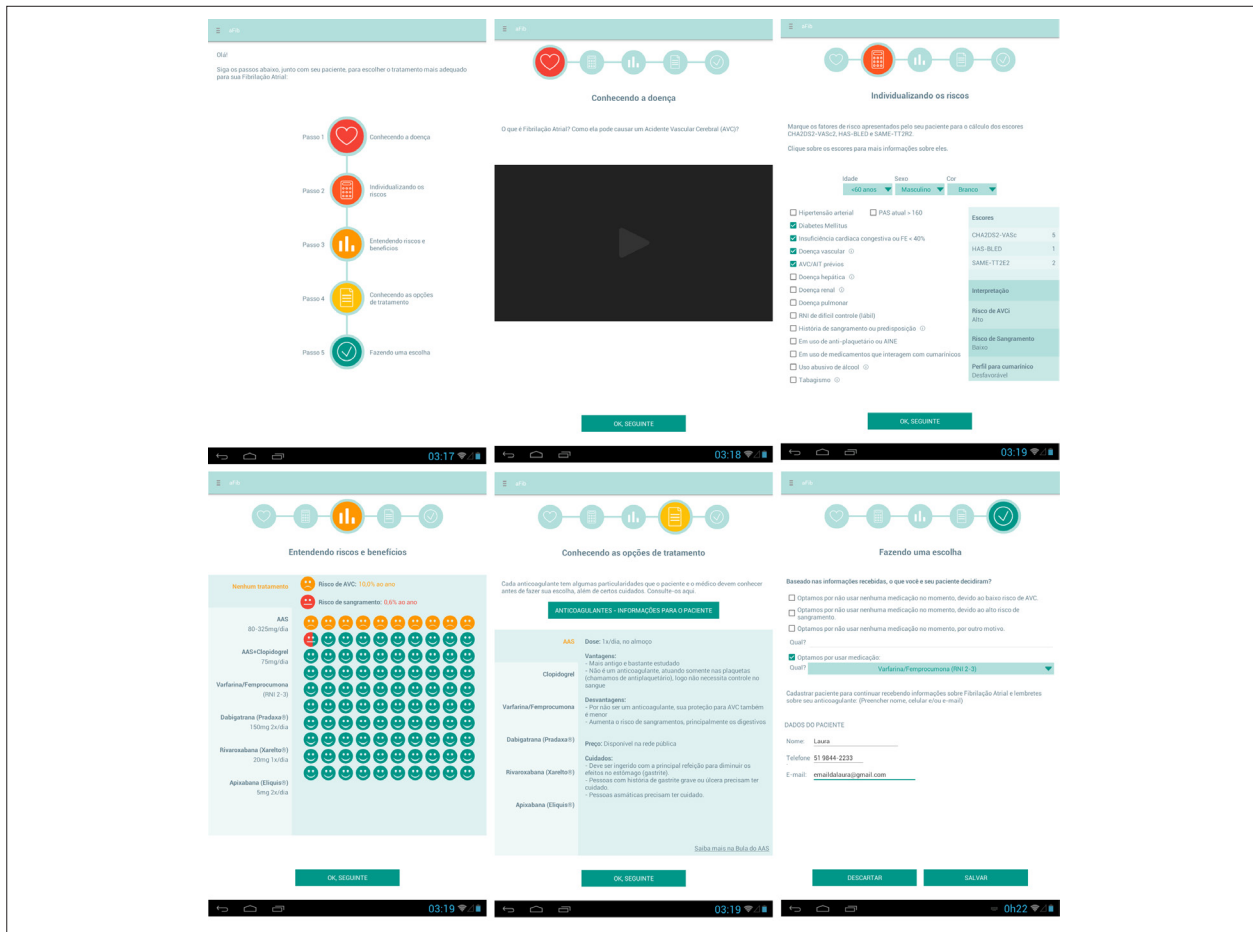 eFib
Olá!
Siga os passos abaixo, junto com seu paciente, para escolher o tratamento mais adequado
para sua Fibrilação Atrial:
Passo 1
Conhecendo a doença
Passo 2
Individualizando os
riscos
Passo 3
Entendendo riscos e
benefícios
Passo 4
Conhecendo as opções
de tratamento
Passo 5
Fazendo uma escolha
03:17
eFib
Conhecendo a doença
O que é Fibrilação Atrial? Como ela pode causar um Acidente Vascular Cerebral (AVC)?
OK, SEGUINTE
03:18
eFib
Individualizando os riscos
Marque os fatores de risco apresentados pelo seu paciente para o cálculo dos escores
CHA2DS2-VASc2, HAS-BLED e SAME-TT2R2.
Clique sobre os escores para mais informações sobre eles.
Idade Sexo Cor
<60 anos Masculino Branco
Hipertensão arterial PAS atual > 160
Diabetes Mellitus
Insuficiência cardíaca congestiva ou FE < 40%
Doença vascular
AVC/AIT prévios
Doença hepática
Doença renal
Doença pulmonar
RNI de difícil controle (lábil)
História de sangramento ou predisposição
Em uso de anti-plaquetário ou AINE
Em uso de medicamentos que interagem com cumarínicos
Uso abusivo de álcool
Tabagismo
Escores
CHA2DS2-VASc 5
HAS-BLED 1
SAME-TT2E2 2
Interpretação
Risco de AVCi
Alto
Risco de Sangramento
Baixo
Perfil para cumarínico
Desfavorável
OK, SEGUINTE
03:19
eFib
Entendendo riscos e benefícios
Nenhum tratamento
AAS
80-325mg/dia
AAS+Clopidogrel
75mg/dia
Varfarina/Femprocumona
(RNI 2-3)
Dabigatrana (Pradaxa®)
150mg 2x/dia
Rivaroxabana (Xarelto®)
20mg 1x/dia
Apixabana (Eliquis®)
5mg 2x/dia
Risco de AVC: 10,0% ao ano
Risco de sangramento: 0,6% ao ano
OK, SEGUINTE
03:19
eFib
Conhecendo as opções de tratamento
Cada anticoagulante tem algumas particularidades que o paciente e o médico devem conhecer
antes de fazer sua escolha, além de certos cuidados. Consulte-os aqui.
ANTICOAGULANTES - INFORMAÇÕES PARA O PACIENTE
AAS
Clopidogrel
Varfarina/Femprocumona
Dabigatrana (Pradaxa®)
Rivaroxabana (Xarelto®)
Apixabana (Eliquis®)
Dose: 1x/dia, no almoço
Vantagens:
- Mais antigo e bastante estudado
- Não é um anticoagulante, atuando somente nas plaquetas
(chamamos de antiplaquetário), logo não necessita controle no
sangue
Desvantagens:
- Por não ser um anticoagulante, sua proteção para AVC também
é menor
- Aumenta o risco de sangramentos, principalmente os digestivos
Preço: Disponível na rede pública
Cuidados:
- Deve ser ingerido com a principal refeição para diminuir os
efeitos no estômago (gastrite).
- Pessoas com história de gastrite grave ou úlcera precisam ter
cuidado.
- Pessoas asmáticas precisam ter cuidado.
Saiba mais na Bula do AAS
OK, SEGUINTE
03:19
eFib
Fazendo uma escolha
Baseado nas informações recebidas, o que você e seu paciente decidiram?
Optamos por não usar nenhuma medicação no momento, devido ao baixo risco de AVC.
Optamos por não usar nenhuma medicação no momento, devido ao alto risco de
sangramento.
Optamos por não usar nenhuma medicação no momento, por outro motivo.
Qual?
Optamos por usar medicação:
Qual? Varfarina/Femprocumona (RNI 2-3)
Cadastrar paciente para continuar recebendo informações sobre Fibrilação Atrial e lembretes
sobre seu anticoagulante: (Preencher nome, celular e/ou e-mail)
DADOS DO PACIENTE
Nome: Laura
Telefone 51 9844-2233
E-mail: emaildalaura@gmail.com
DESCARTAR SALVAR
0h22